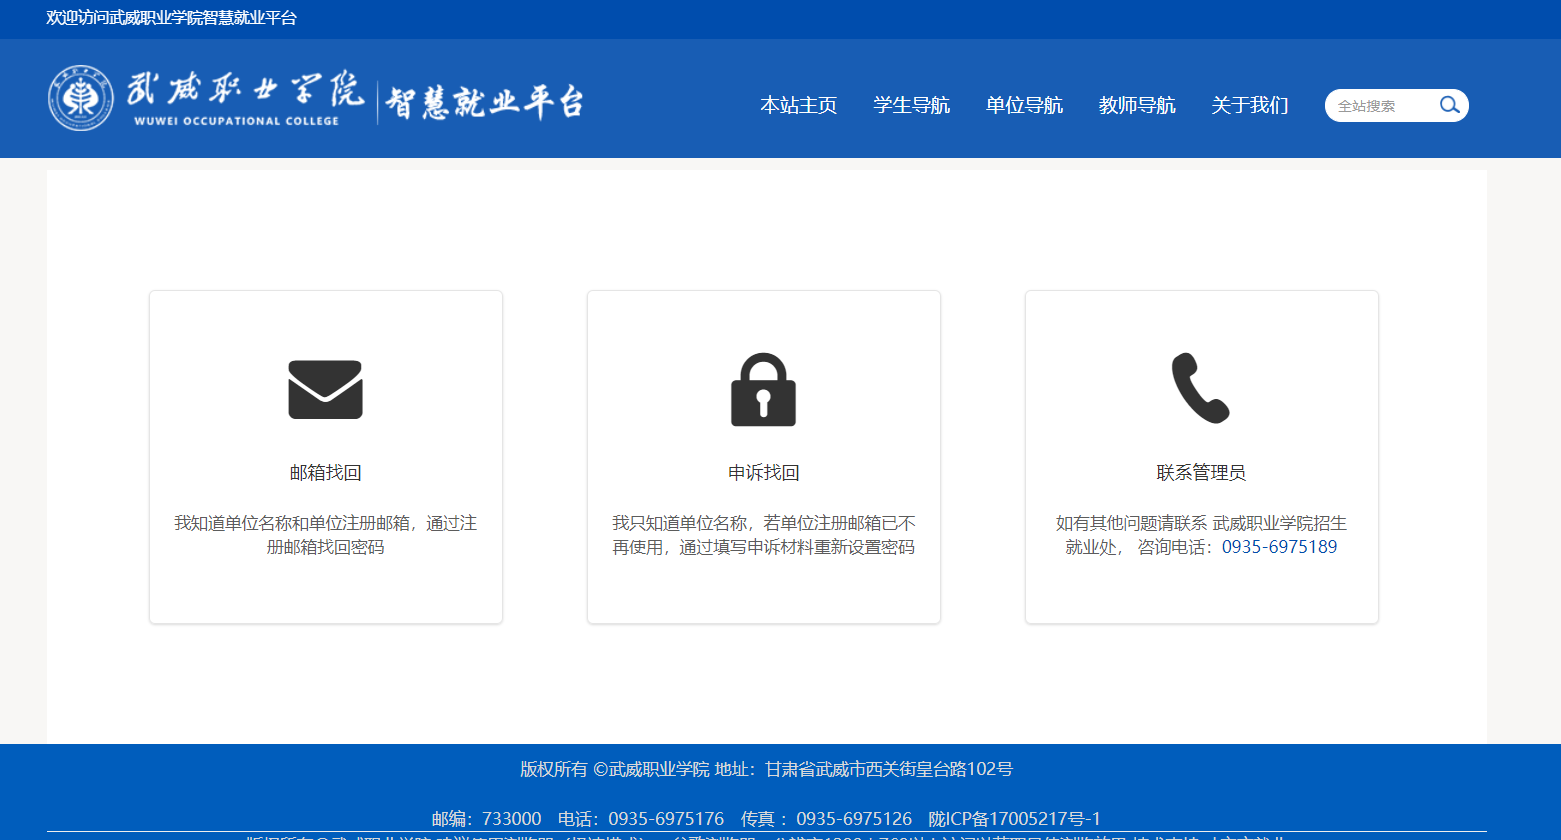 欢迎访问武威职业学院智慧就业平台
武威职业学院 智慧就业平台
WUWEI OCCUPATIONAL COLLEGE
本站主页 学生导航 单位导航 教师导航 关于我们 全站搜索
邮箱找回
我知道单位名称和单位注册邮箱，通过注
册邮箱找回密码
申诉找回
我只知道单位名称，若单位注册邮箱已不
再使用，通过填写申诉材料重新设置密码
联系管理员
如有其他问题请联系 武威职业学院招生
就业处， 咨询电话：0935-6975189
版权所有 ©武威职业学院 地址：甘肃省武威市西关街皇台路102号
邮编：733000 电话：0935-6975176 传真 ：0935-6975126 陇ICP备17005217号-1